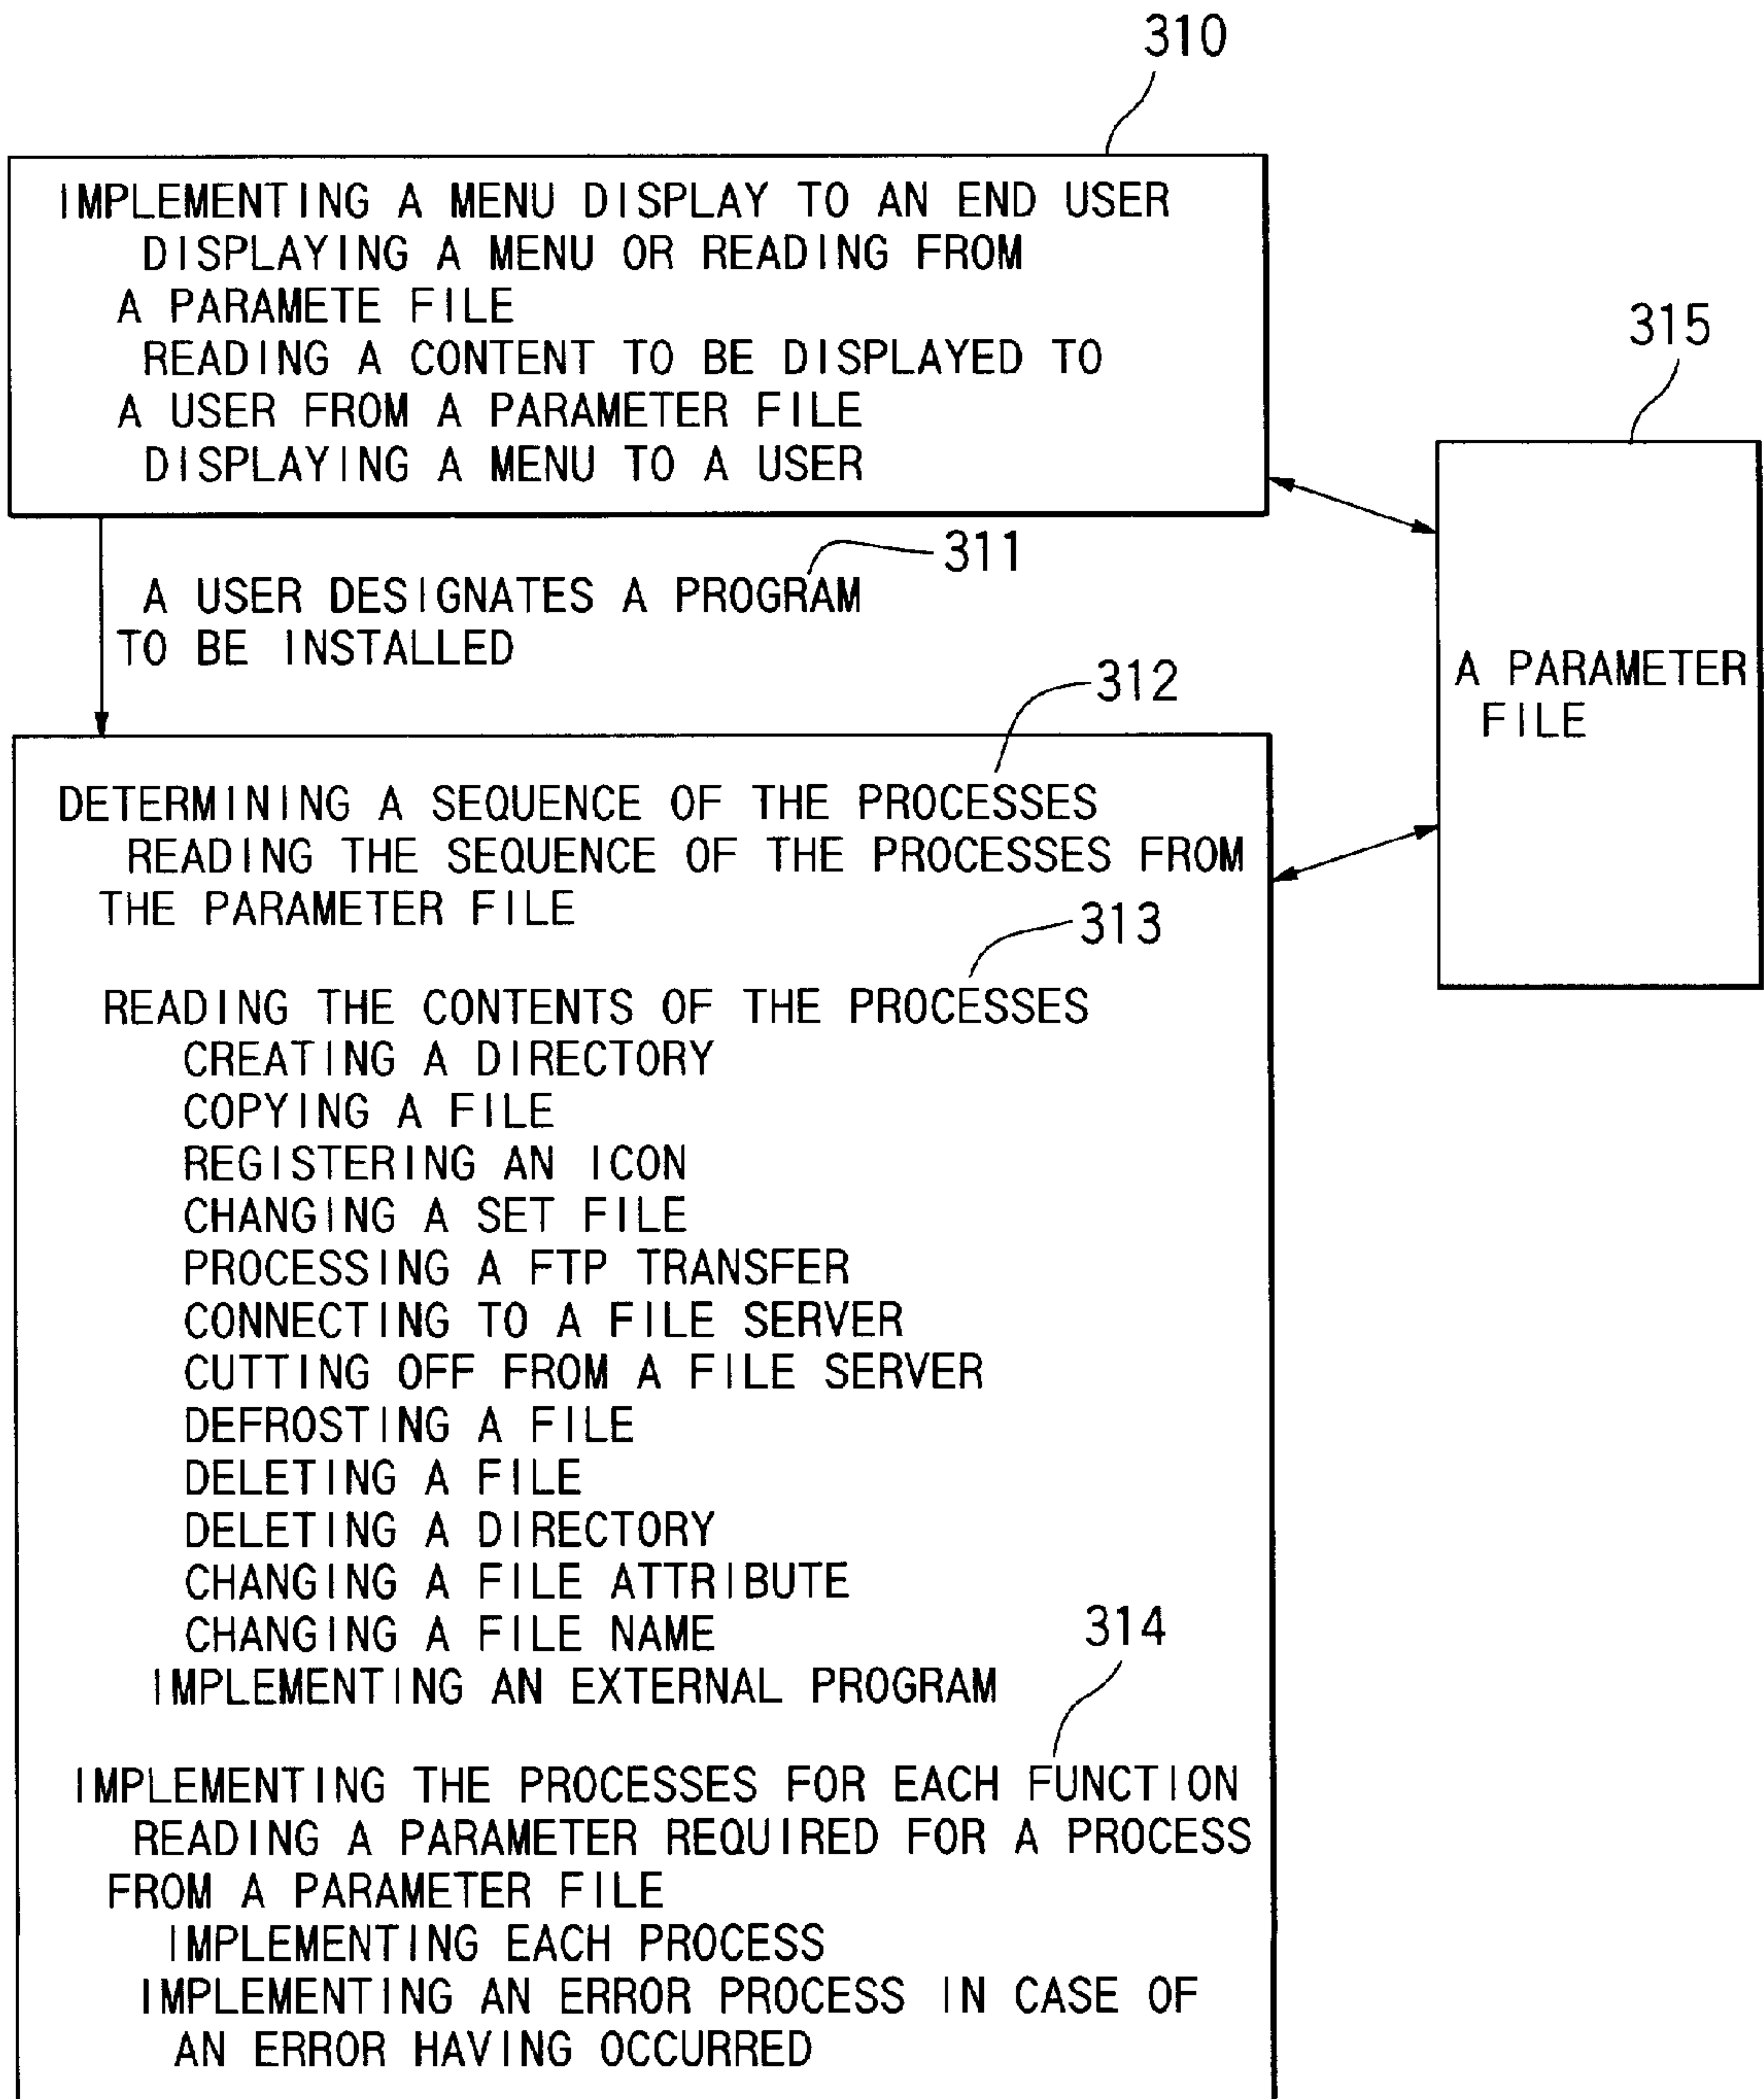 310
IMPLEMENTING A MENU DISPLAY TO AN END USER
DISPLAYING A MENU OR READING FROM
A PARAMETE FILE
READING A CONTENT TO BE DISPLAYED TO
A USER FROM A PARAMETER FILE
DISPLAYING A MENU TO A USER
315
A PARAMETER
FILE
311
A USER DESIGNATES A PROGRAM
TO BE INSTALLED
312
DETERMINING A SEQUENCE OF THE PROCESSES
READING THE SEQUENCE OF THE PROCESSES FROM
THE PARAMETER FILE
313
READING THE CONTENTS OF THE PROCESSES
CREATING A DIRECTORY
COPYING A FILE
REGISTERING AN ICON
CHANGING A SET FILE
PROCESSING A FTP TRANSFER
CONNECTING TO A FILE SERVER
CUTTING OFF FROM A FILE SERVER
DEFROSTING A FILE
DELETING A FILE
DELETING A DIRECTORY
CHANGING A FILE ATTRIBUTE
CHANGING A FILE NAME
314
IMPLEMENTING AN EXTERNAL PROGRAM
IMPLEMENTING THE PROCESSES FOR EACH FUNCTION
READING A PARAMETER REQUIRED FOR A PROCESS
FROM A PARAMETER FILE
IMPLEMENTING EACH PROCESS
IMPLEMENTING AN ERROR PROCESS IN CASE OF
AN ERROR HAVING OCCURRED